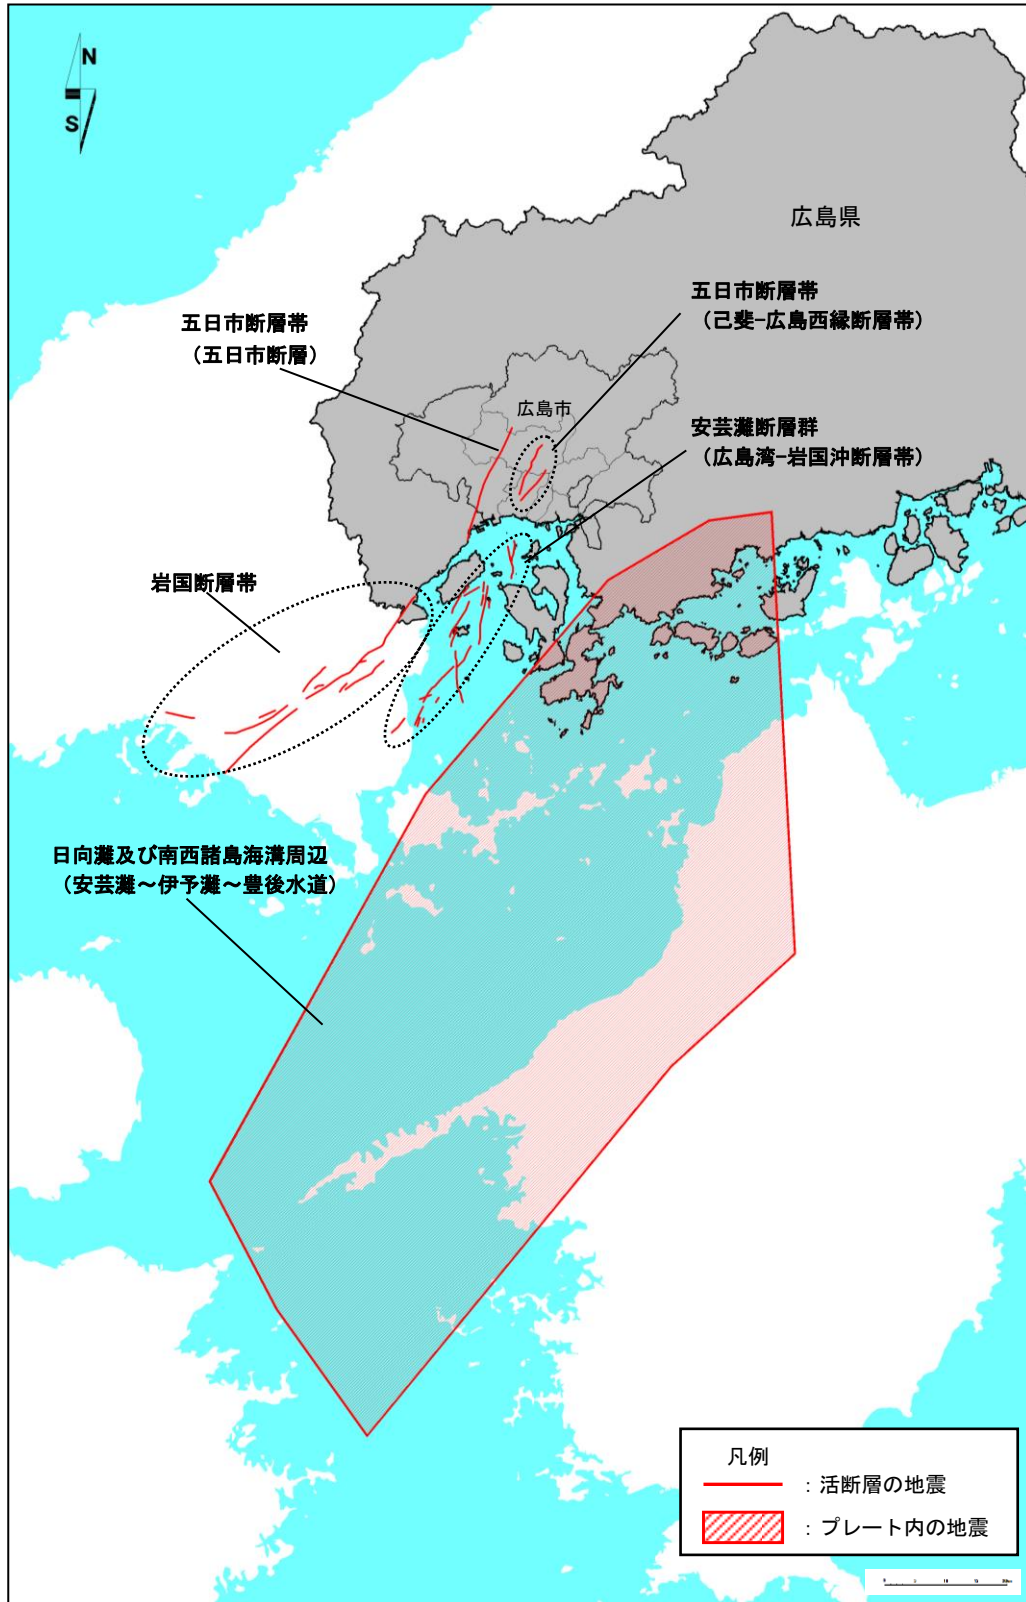 N
S
広島県
五日市断層帯
（己斐−広島西縁断層帯）
五日市断層帯
（五日市断層）
広島市
安芸灘断層群
（広島湾−岩国沖断層帯）
岩国断層帯
日向灘及び南西諸島海溝周辺
（安芸灘～伊予灘～豊後水道）
凡例
：活断層の地震
：プレート内の地震